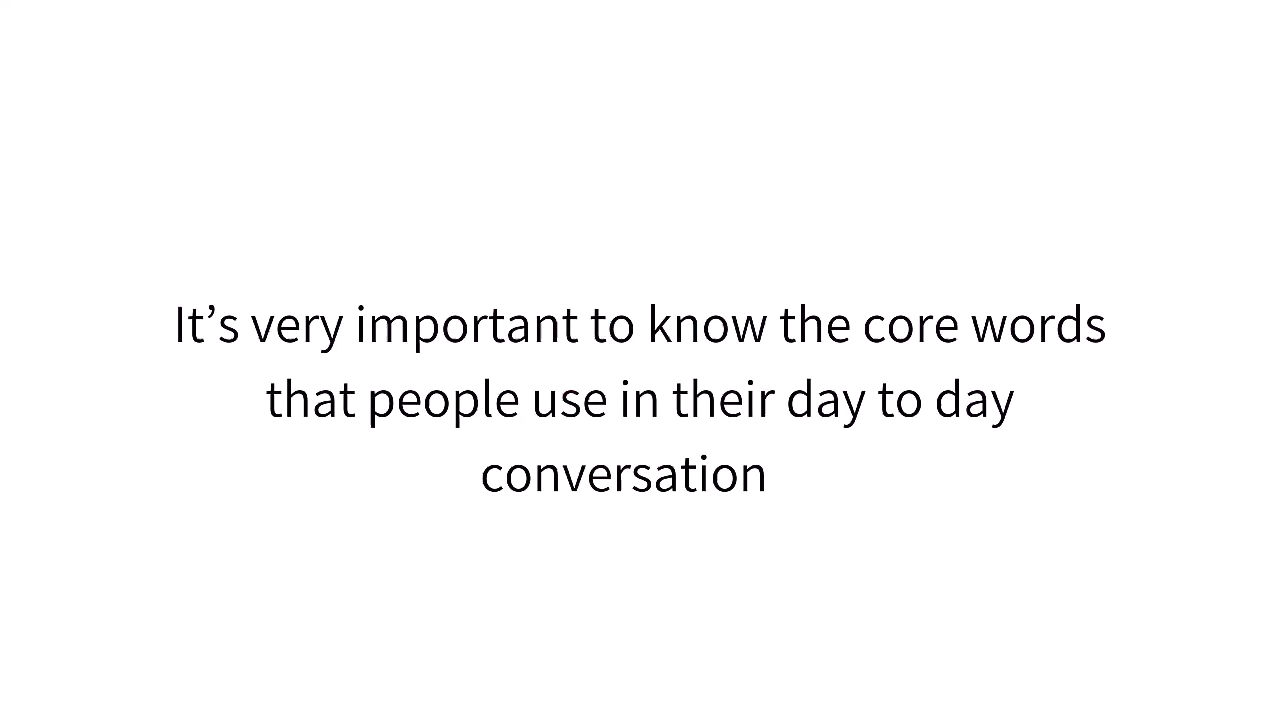 It’s very important to know the core words
that people use in their day to day
conversation